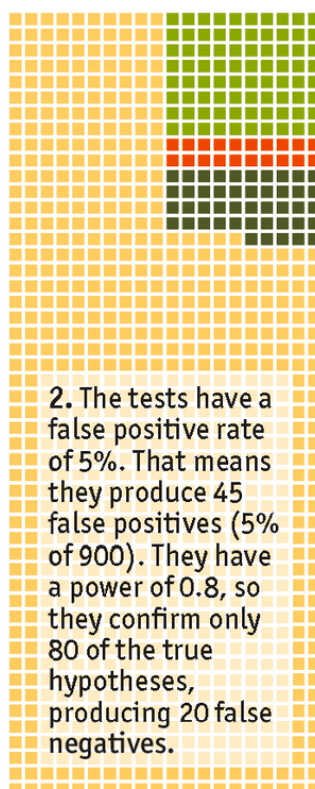 2. The tests have a
false positive rate
of 5%. That means
they produce 45
false positives (5%
of 900). They have
a power of 0.8, so
they confirm only
80 of the true
hypotheses,
producing 20 false
negatives.